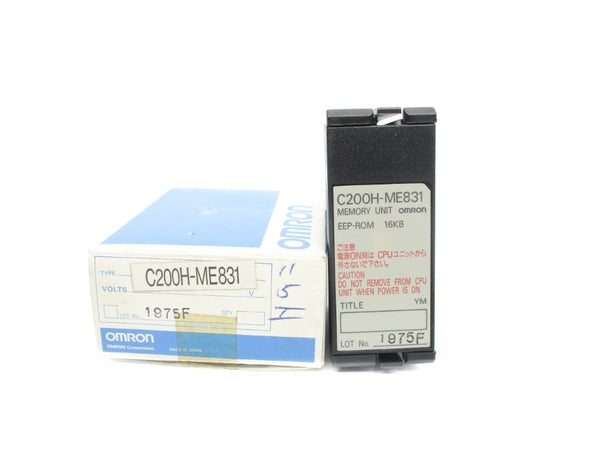 OMRON
TYPE
C200H-ME831
VOLTS
V
LOT No.
1975F
QTY
OMRON
OMRON Corporation
MADE IN JAPAN
C200H-ME831
MEMORY UNIT OMRON
EEP-ROM 16KB
ご注意
電源ON時は CPUユニットから
外さないで下さい。
CAUTION
DO NOT REMOVE FROM CPU
UNIT WHEN POWER IS ON
TITLE YM
LOT No. 1975F